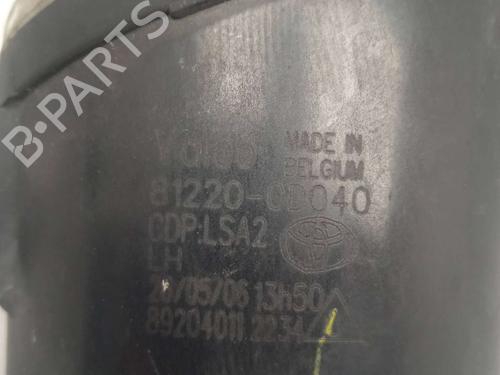 B-PARTS
Valeo MADE IN
BELGIUM
81220-0D040
CDP:LSA2
LH
26/05/06 13h50
89204011 2234